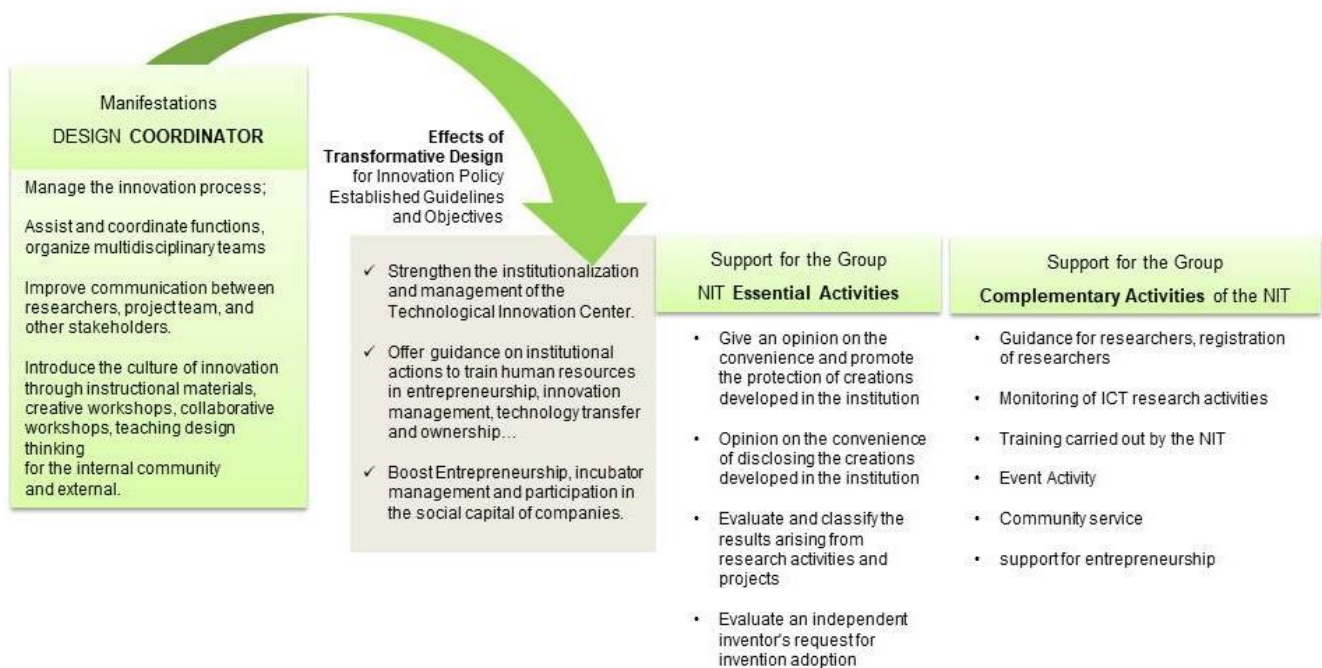 Manifestations
DESIGN COORDINATOR
Manage the innovation process;
Assist and coordinate functions,
organize multidisciplinary teams
Improve communication between
researchers, project team, and
other stakeholders.
Introduce the culture of innovation
through instructional materials,
creative workshops, collaborative
workshops, teaching design
thinking
for the internal community
and external.
Effects of
Transformative Design
for Innovation Policy
Established Guidelines
and Objectives
✓ Strengthen the institutionalization
and management of the
Technological Innovation Center.
✓ Offer guidance on institutional
actions to train human resources
in entrepreneurship, innovation
management, technology transfer
and ownership...
✓ Boost Entrepreneurship, incubator
management and participation in
the social capital of companies.
Support for the Group
NIT Essential Activities
• Give an opinion on the
convenience and promote
the protection of creations
developed in the institution
• Opinion on the convenience
of disclosing the creations
developed in the institution
• Evaluate and classify the
results arising from
research activities and
projects
• Evaluate an independent
inventor's request for
invention adoption
Support for the Group
Complementary Activities of the NIT
• Guidance for researchers, registration
of researchers
• Monitoring of ICT research activities
• Training carried out by the NIT
• Event Activity
• Community service
• support for entrepreneurship